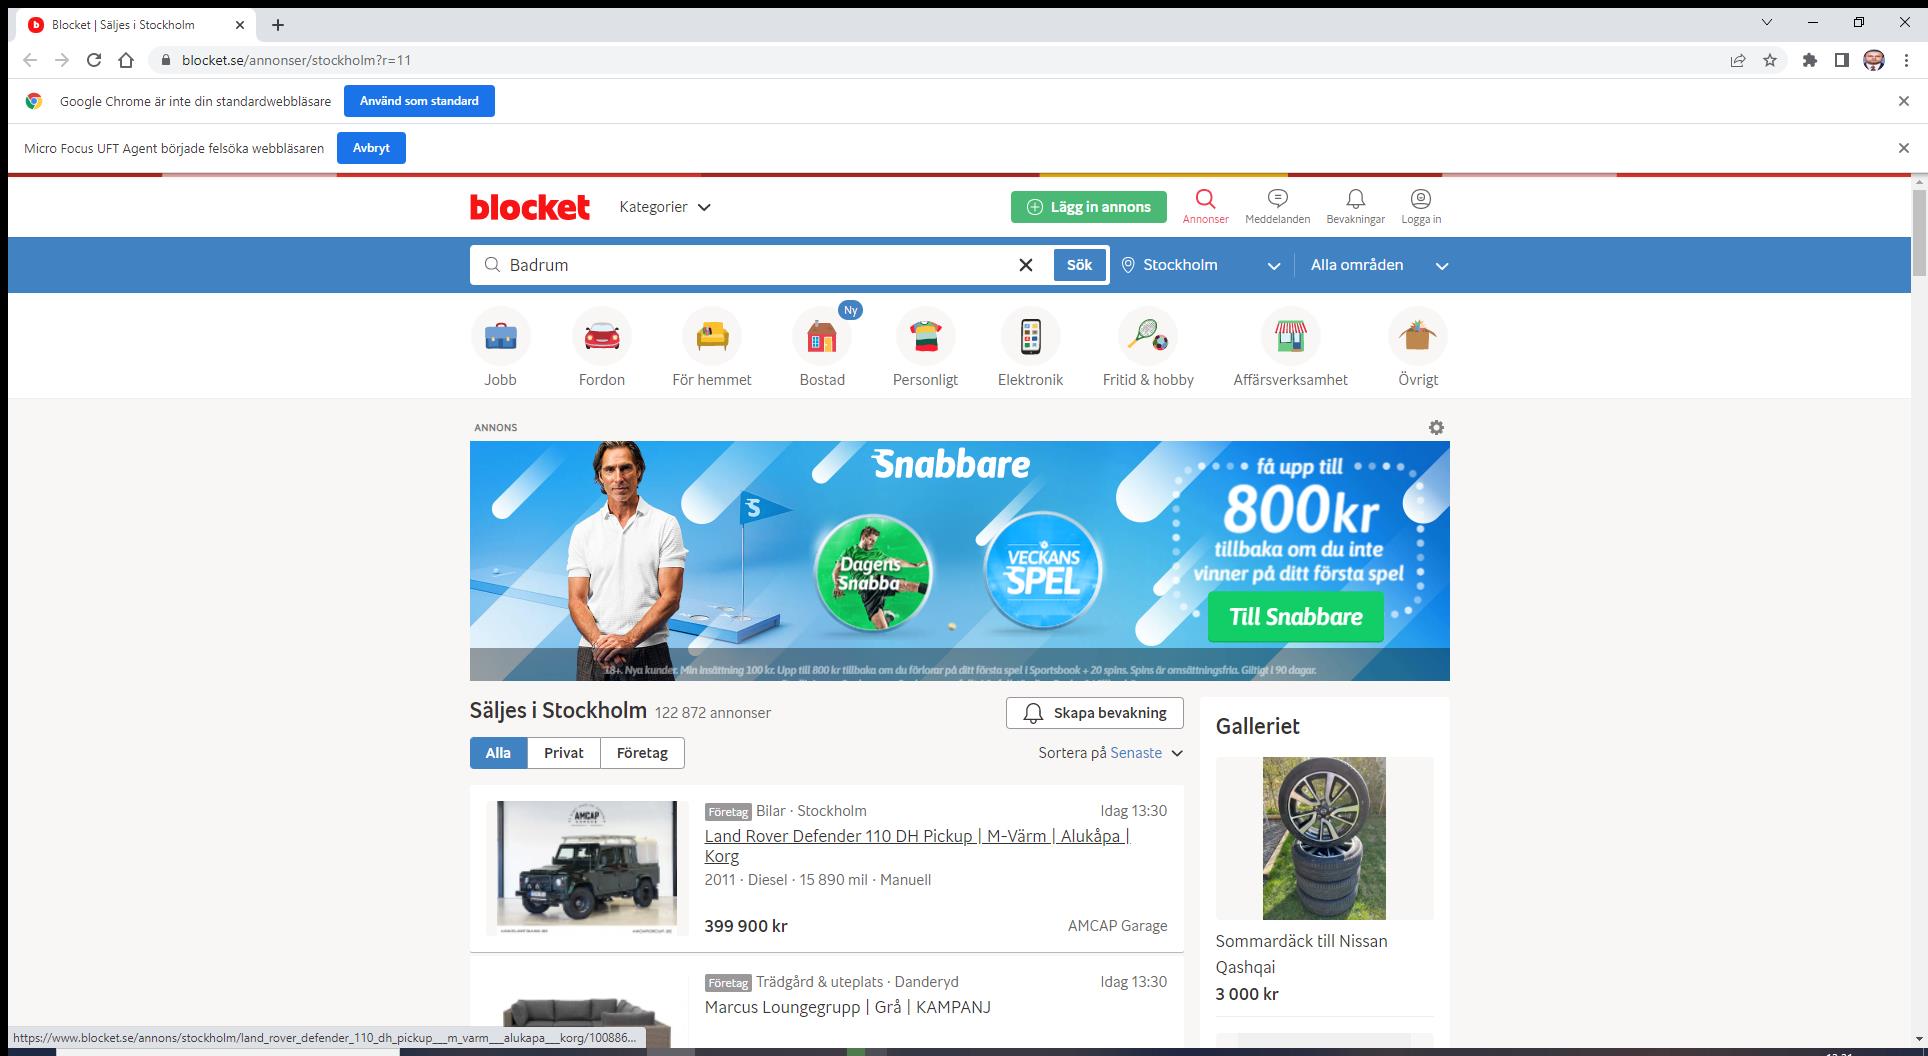 Blocket | Säljes i Stockholm
blocket.se/annonser/stockholm?r=11
Google Chrome är inte din standardwebbläsare
Använd som standard
Micro Focus UFT Agent började felsöka webbläsaren
Avbryt
blocket
Kategorier
Lägg in annons
Annonser
Meddelanden
Bevakningar
Logga in
Badrum
Sök
Stockholm
Alla områden
Ny
Jobb
Fordon
För hemmet
Bostad
Personligt
Elektronik
Fritid & hobby
Affärsverksamhet
Övrigt
ANNONS
Snabbare
få upp till
800kr
tillbaka om du inte
vinner på ditt första spel
S
Dagens
Snabba
VECKANS
SPEL
Till Snabbare
18+. Nya kunder. Min insättning 100 kr. Upp till 800 kr tillbaka om du förlorar på ditt första spel i Sportsbook + 20 spins. Spins är omsättningsfria. Giltigt i 90 dagar.
Säljes i Stockholm 122 872 annonser
Skapa bevakning
Alla
Privat
Företag
Sortera på Senaste
AMCAP
Företag Bilar · Stockholm
Idag 13:30
Land Rover Defender 110 DH Pickup | M-Värm | Alukåpa |
Korg
2011 · Diesel · 15 890 mil · Manuell
399 900 kr
AMCAP Garage
Företag Trädgård & uteplats · Danderyd
Idag 13:30
Marcus Loungegrupp | Grå | KAMPANJ
Galleriet
Sommardäck till Nissan
Qashqai
3 000 kr
https://www.blocket.se/annons/stockholm/land_rover_defender_110_dh_pickup___m_varm___alukapa___korg/100886...